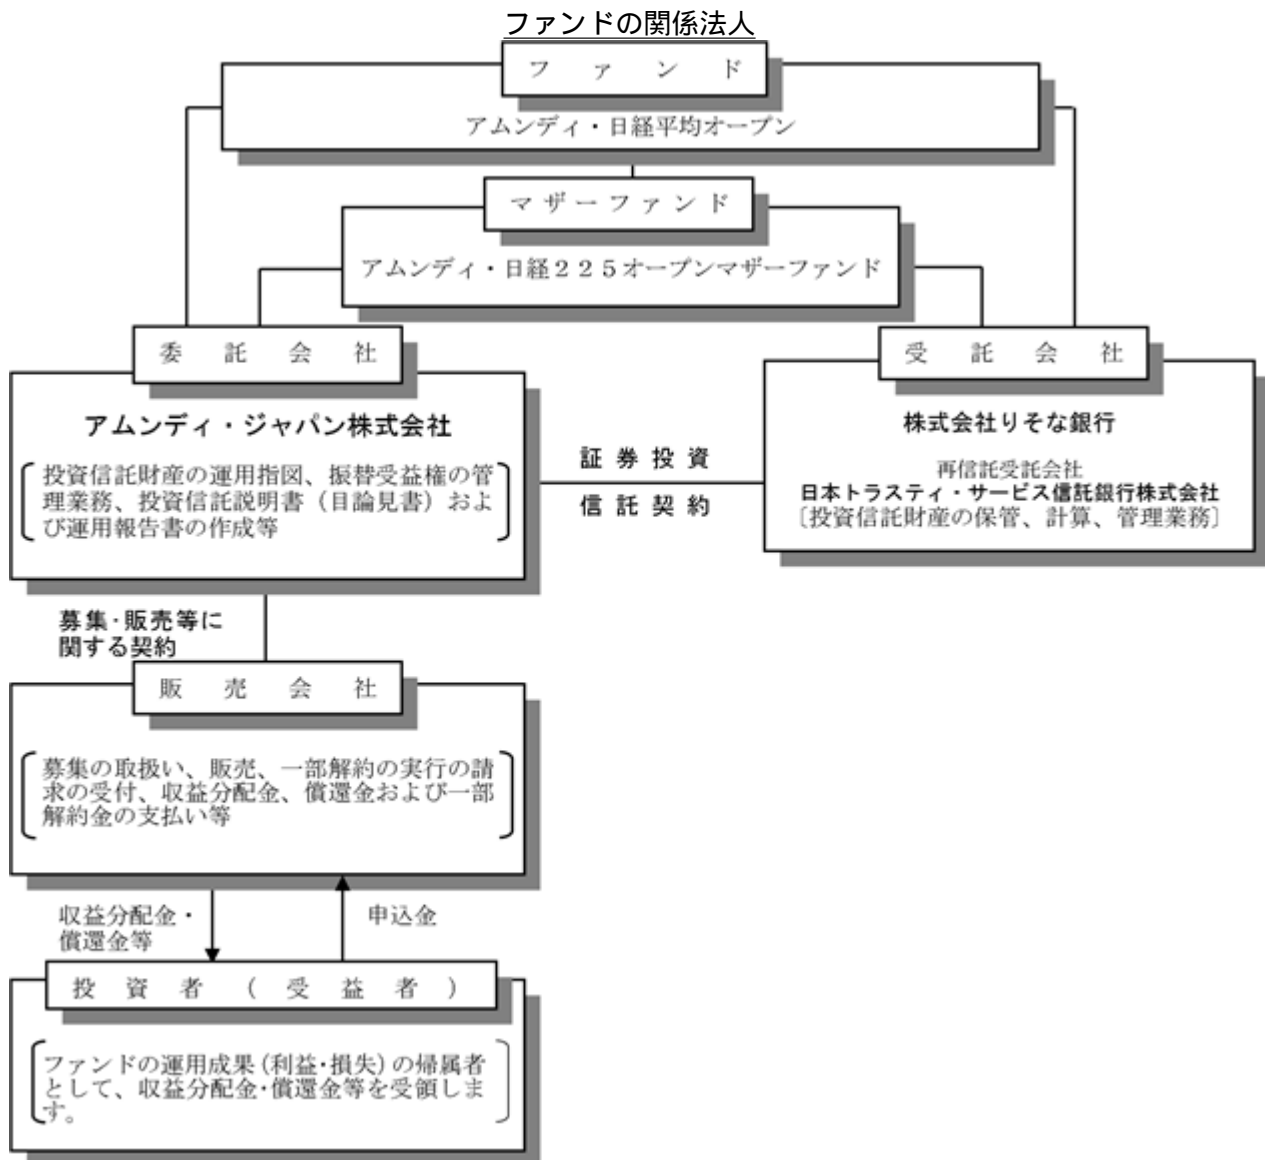 ファンドの関係法人
ファンド
アムンディ・日経平均オープン
マザーファンド
アムンディ・日経２２５オープンマザーファンド
委託会社
アムンディ・ジャパン株式会社
投資信託財産の運用指図、振替受益権の管
理業務、投資信託説明書（目論見書）およ
び運用報告書の作成等
証券投資
信託契約
受託会社
株式会社りそな銀行
再信託受託会社
日本トラスティ・サービス信託銀行株式会社
〔投資信託財産の保管、計算、管理業務〕
募集・販売等に
関する契約
販売会社
募集の取扱い、販売、一部解約の実行の請
求の受付、収益分配金、償還金および一部
解約金の支払い等
収益分配金・
償還金等
申込金
投資者（受益者）
ファンドの運用成果(利益・損失)の帰属者
として、収益分配金・償還金等を受領しま
す。